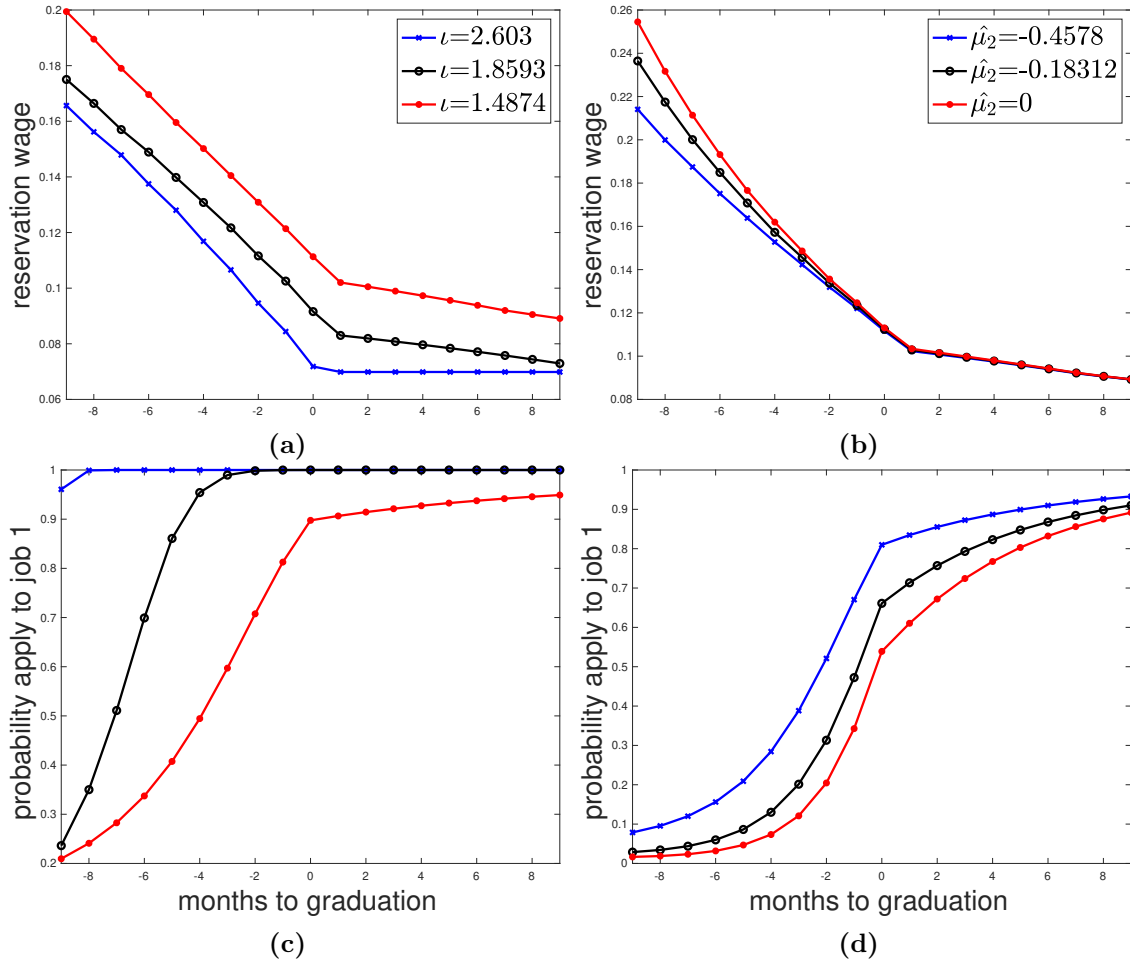 0.2
0.18
0.16
0.14
0.12
0.1
0.08
0.06
reservation wage
ι=2.603
ι=1.8593
ι=1.4874
-8 -6 -4 -2 0 2 4 6 8
(a)
0.26
0.24
0.22
0.2
0.18
0.16
0.14
0.12
0.1
0.08
reservation wage
μ̂₂=-0.4578
μ̂₂=-0.18312
μ̂₂=0
-8 -6 -4 -2 0 2 4 6 8
(b)
1
0.9
0.8
0.7
0.6
0.5
0.4
0.3
0.2
probability apply to job 1
-8 -6 -4 -2 0 2 4 6 8
months to graduation
(c)
1
0.9
0.8
0.7
0.6
0.5
0.4
0.3
0.2
0.1
0
probability apply to job 1
-8 -6 -4 -2 0 2 4 6 8
months to graduation
(d)